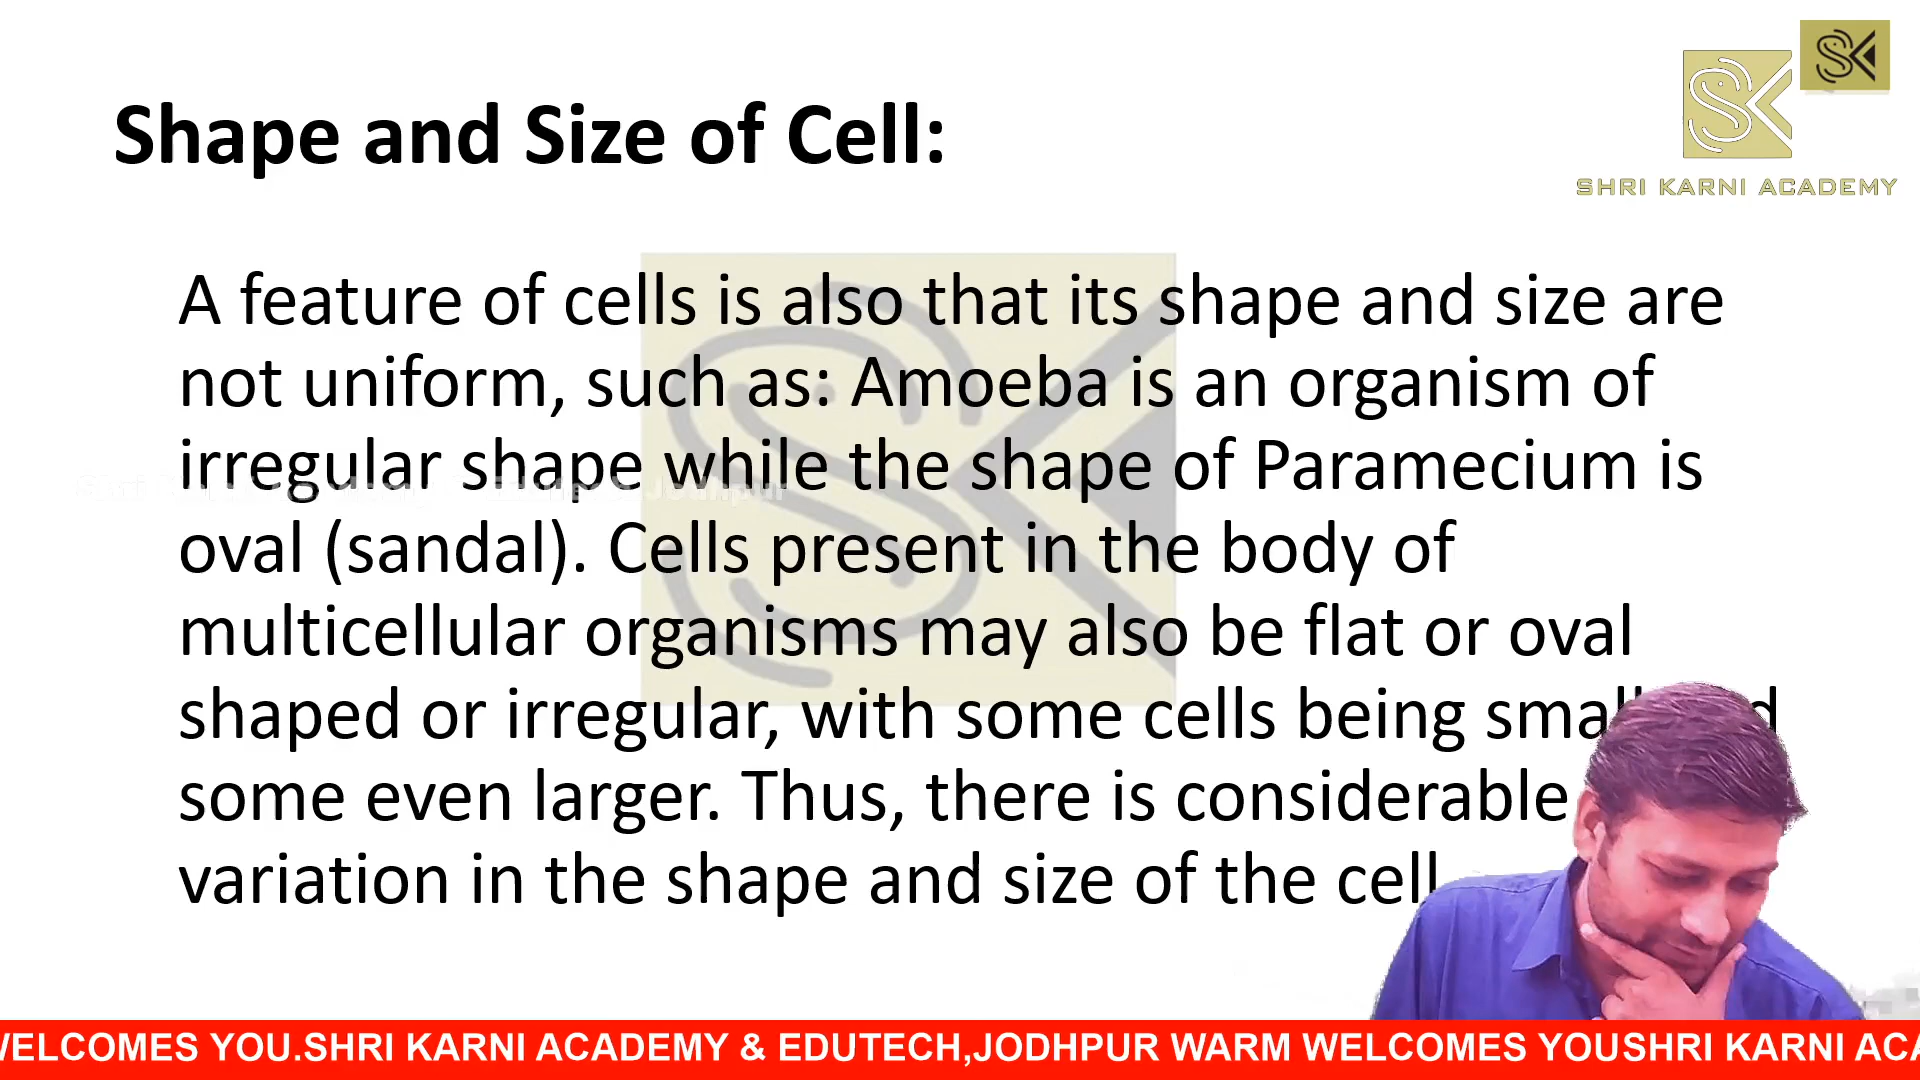 Shape and Size of Cell:
SHRI KARNI ACADEMY
A feature of cells is also that its shape and size are
not uniform, such as: Amoeba is an organism of
irregular shape while the shape of Paramecium is
oval (sandal). Cells present in the body of
multicellular organisms may also be flat or oval
shaped or irregular, with some cells being small
some even larger. Thus, there is considerable
variation in the shape and size of the cell
WELCOMES YOU.SHRI KARNI ACADEMY & EDUTECH,JODHPUR WARM WELCOMES YOUSHRI KARNI ACA